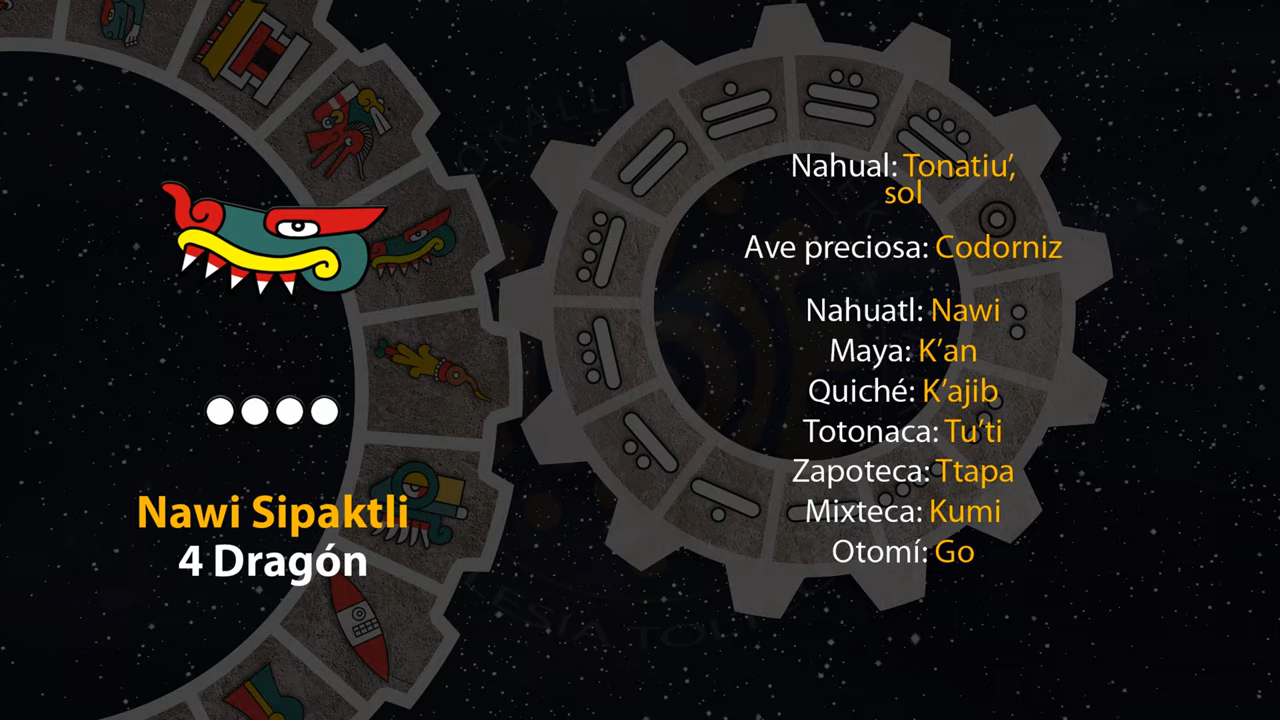 Nawi Sipaktli
4 Dragón
Nahual: Tonatiu’,
sol
Ave preciosa: Codorniz
Nahuatl: Nawi
Maya: K’an
Quiché: K’ajib
Totonaca: Tu’ti
Zapoteca: Ttapa
Mixteca: Kumi
Otomí: Go